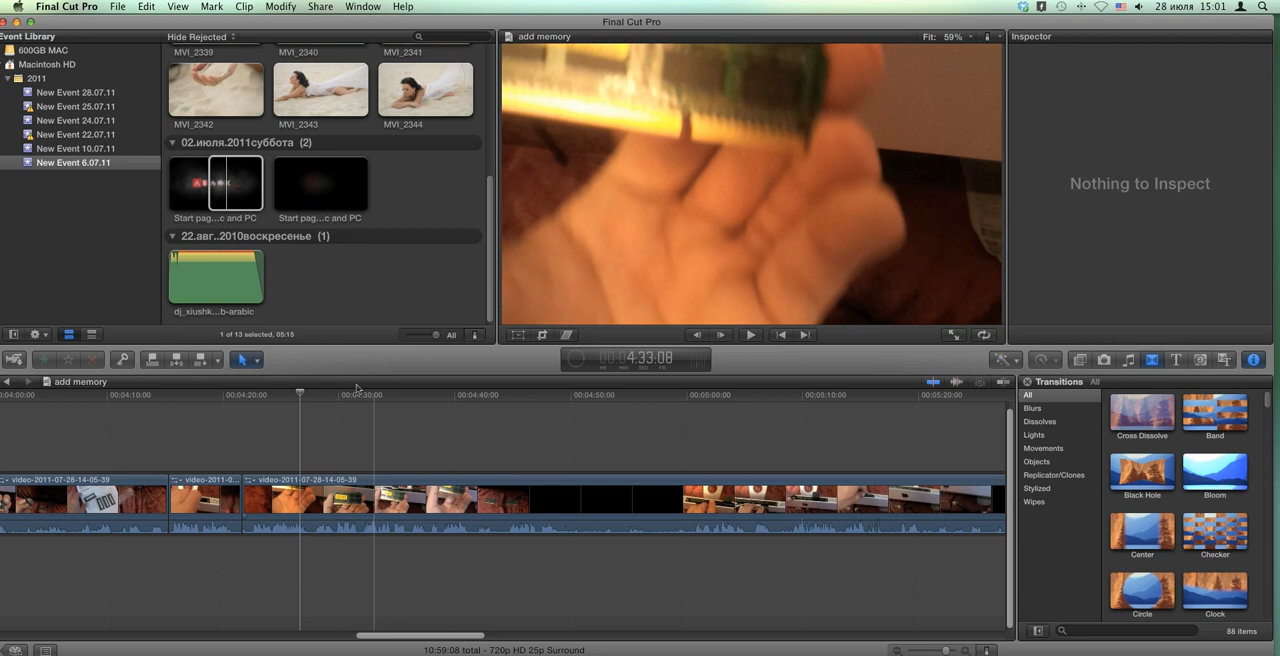 Final Cut Pro File Edit View Mark Clip Modify Share Window Help 28 июля 15:01
Final Cut Pro
Event Library
Hide Rejected
add memory
Fit: 59%
Inspector
600GB MAC
Macintosh HD
2011
New Event 28.07.11
New Event 25.07.11
New Event 24.07.11
New Event 22.07.11
New Event 10.07.11
New Event 6.07.11
MVI_2339 MVI_2340 MVI_2341
MVI_2342 MVI_2343 MVI_2344
02.июля.2011суббота (2)
Start pag...c and PC Start pag...c and PC
22.авг..2010воскресенье (1)
dj_xiushk...b-arabic
1 of 13 selected, 05:15
All
Nothing to Inspect
4:33:08
HR MIN SEC FR
add memory
00:04:00:00 00:04:10:00 00:04:20:00 00:04:30:00 00:04:40:00 00:04:50:00 00:05:00:00 00:05:10:00 00:05:20:00
video-2011-07-28-14-05-39 video-2011-0... video-2011-07-28-14-05-39
Transitions All
All
Blurs
Dissolves
Lights
Movements
Objects
Replicator/Clones
Stylized
Wipes
Cross Dissolve Band
Black Hole Bloom
Center Checker
Circle Clock
88 items
10:59:08 total - 720p HD 25p Surround